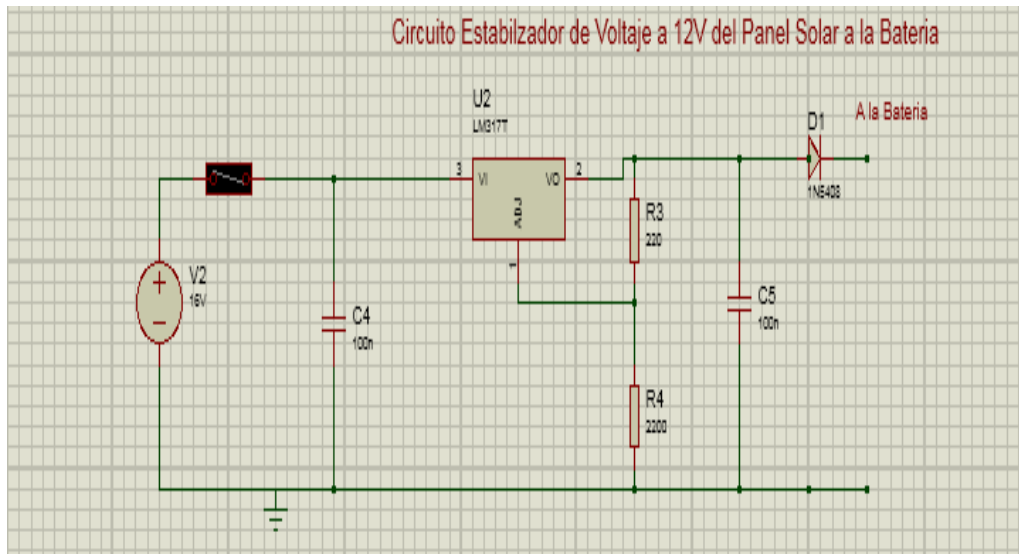 Circuito Estabilzador de Voltaje a 12V del Panel Solar a la Bateria
U2
LM317T
D1
A la Bateria
1N5408
3
VI
VO
2
ADJ
1
R3
220
V2
16V
C4
100n
C5
100n
R4
2200